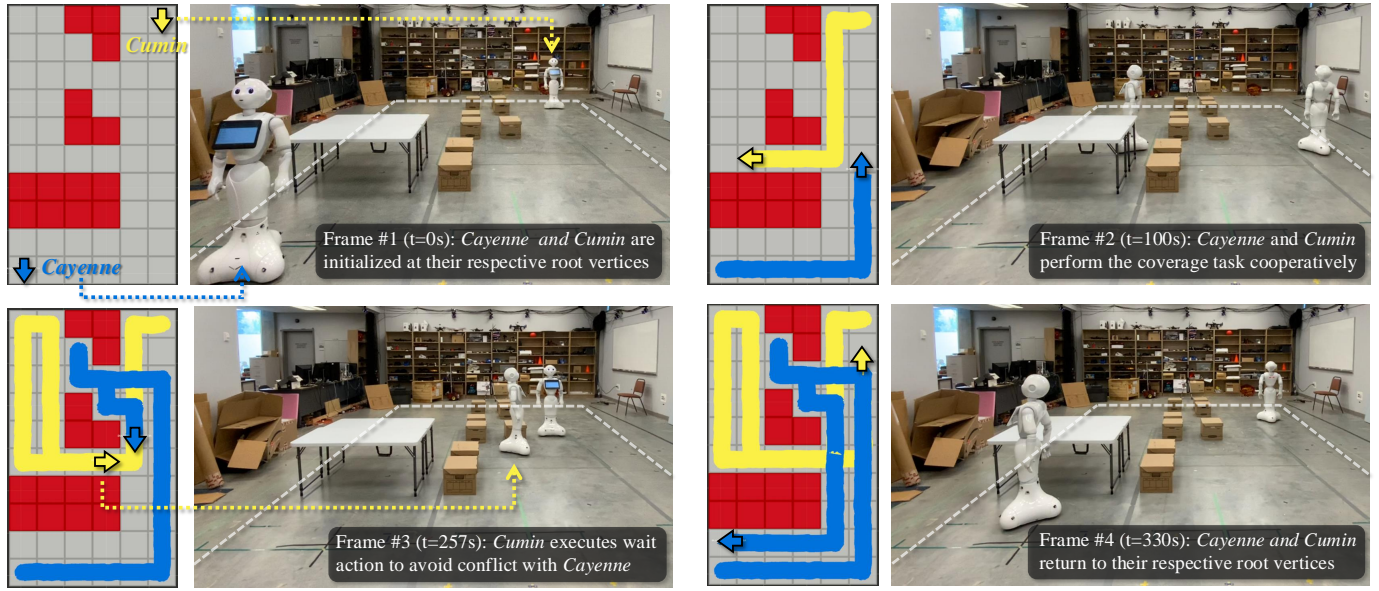 Cumin
Cayenne
Frame #1 (t=0s): Cayenne and Cumin are
initialized at their respective root vertices
Frame #2 (t=100s): Cayenne and Cumin
perform the coverage task cooperatively
Frame #3 (t=257s): Cumin executes wait
action to avoid conflict with Cayenne
Frame #4 (t=330s): Cayenne and Cumin
return to their respective root vertices